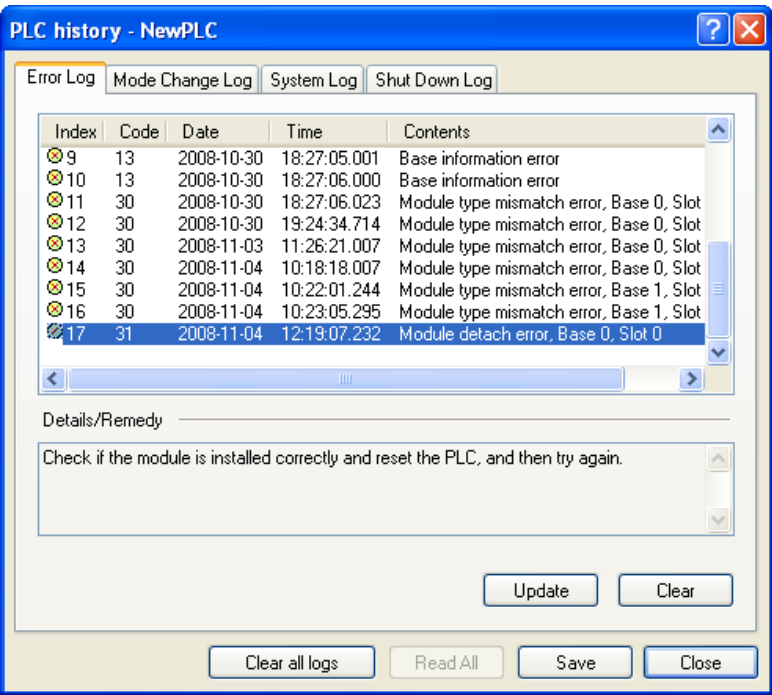 PLC history - NewPLC
Error Log Mode Change Log System Log Shut Down Log
Index Code Date Time Contents
9 13 2008-10-30 18:27:05.001 Base information error
10 13 2008-10-30 18:27:06.000 Base information error
11 30 2008-10-30 18:27:06.023 Module type mismatch error, Base 0, Slot
12 30 2008-10-30 19:24:34.714 Module type mismatch error, Base 0, Slot
13 30 2008-11-03 11:26:21.007 Module type mismatch error, Base 0, Slot
14 30 2008-11-04 10:18:18.007 Module type mismatch error, Base 0, Slot
15 30 2008-11-04 10:22:01.244 Module type mismatch error, Base 1, Slot
16 30 2008-11-04 10:23:05.295 Module type mismatch error, Base 1, Slot
17 31 2008-11-04 12:19:07.232 Module detach error, Base 0, Slot 0
Details/Remedy
Check if the module is installed correctly and reset the PLC, and then try again.
Update Clear
Clear all logs Read All Save Close